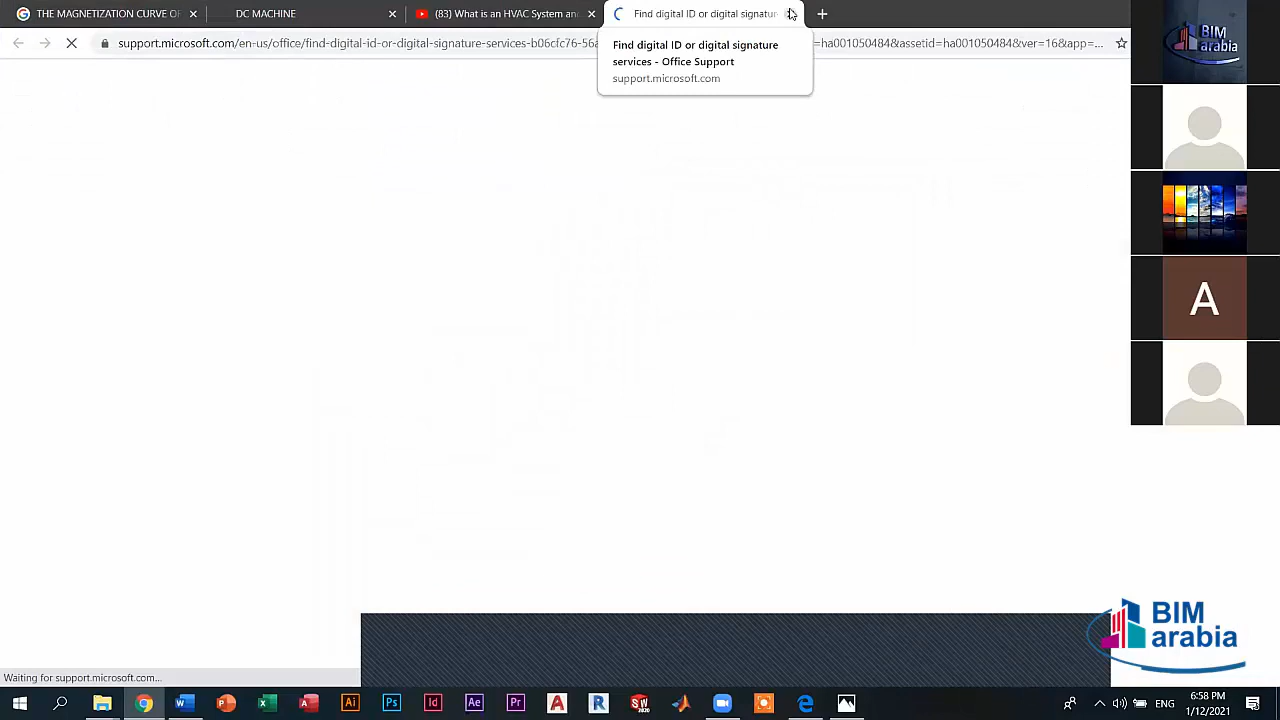 THE MAGNETIZATION CURVE OF
DC MACHINE
(83) What is an HVAC System and
Find digital ID or digital signatur
support.microsoft.com/en-us/office/find-digital-id-or-digital-signature-services-b06cfc76-56a
=ha001050484&assetid=ha001050484&ver=16&app=...
Find digital ID or digital signature
services - Office Support
support.microsoft.com
BIM
arabia
A
BIM
arabia
Waiting for support.microsoft.com...
ENG
6:58 PM
1/12/2021